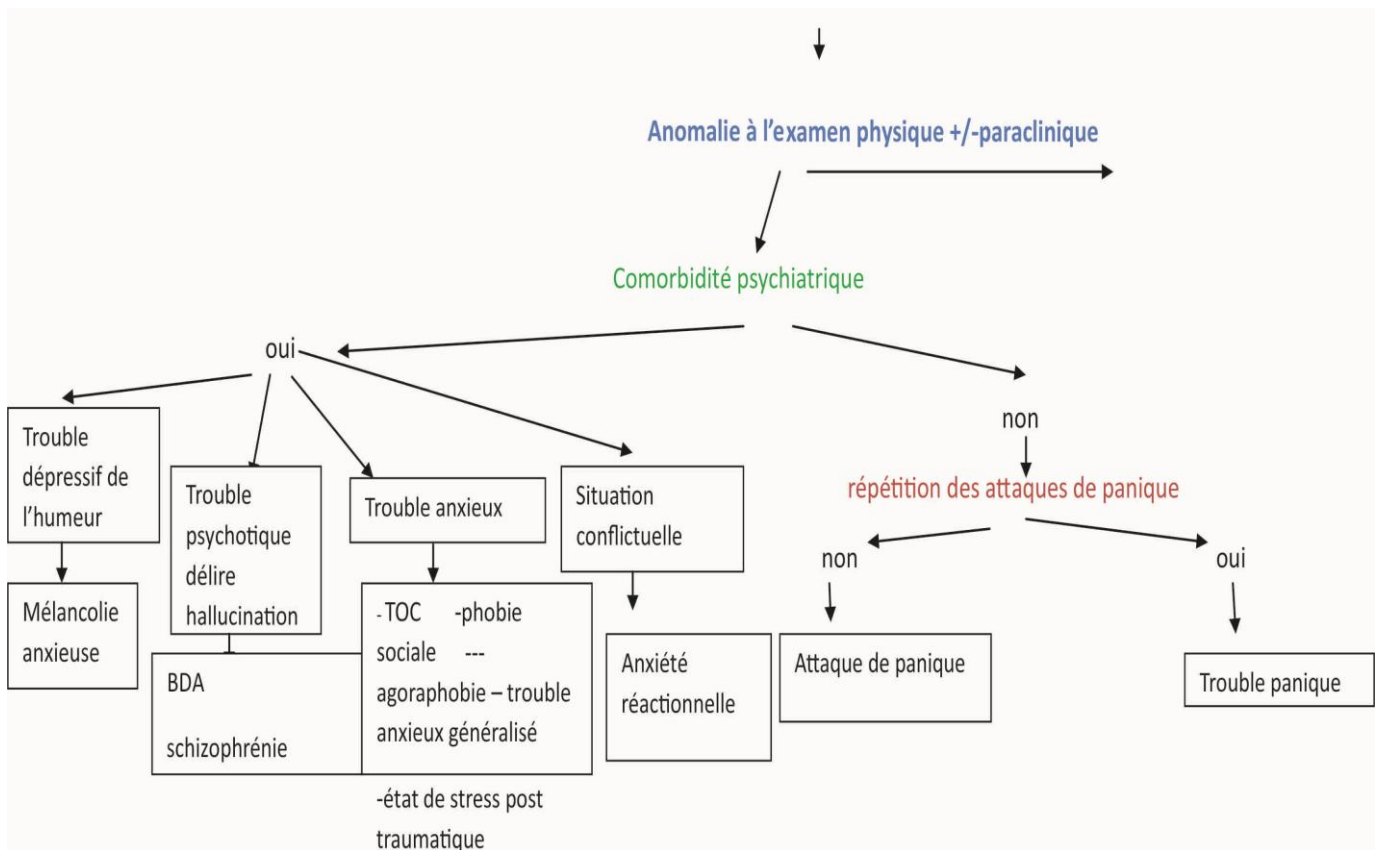 Anomalie à l'examen physique +/-paraclinique
Comorbidité psychiatrique
oui
non
Trouble
dépressif de
l'humeur
Trouble
psychotique
délire
hallucination
Trouble anxieux
Situation
conflictuelle
répétition des attaques de panique
non
oui
Mélancolie
anxieuse
BDA
schizophrénie
- TOC -phobie
sociale ---
agoraphobie – trouble
anxieux généralisé
-état de stress post
traumatique
Anxiété
réactionnelle
Attaque de panique
Trouble panique